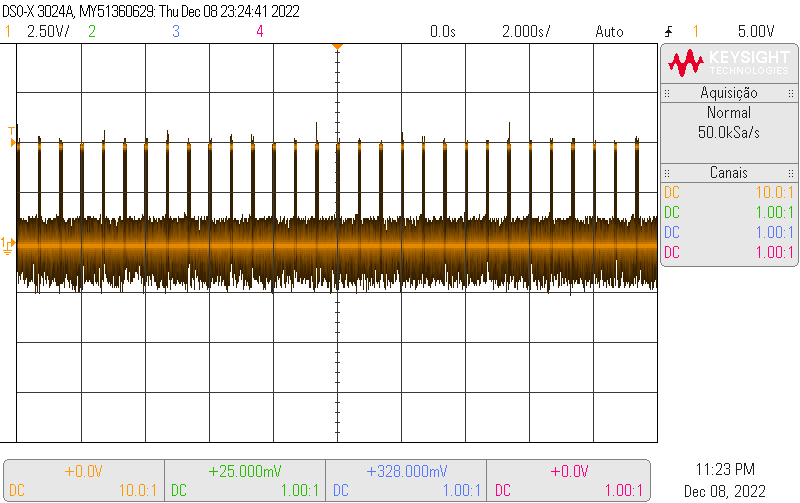 DSO-X 3024A, MY51360629: Thu Dec 08 23:24:41 2022
1 2.50V/ 2 3 4 0.0s 2.000s/ Auto 1 5.00V
KEYSIGHT
TECHNOLOGIES
Aquisição
Normal
50.0kSa/s
Canais
DC 10.0:1
DC 1.00:1
DC 1.00:1
DC 1.00:1
T
1
+0.0V +25.000mV +328.000mV +0.0V
DC 10.0:1 DC 1.00:1 DC 1.00:1 DC 1.00:1
11:23 PM
Dec 08, 2022